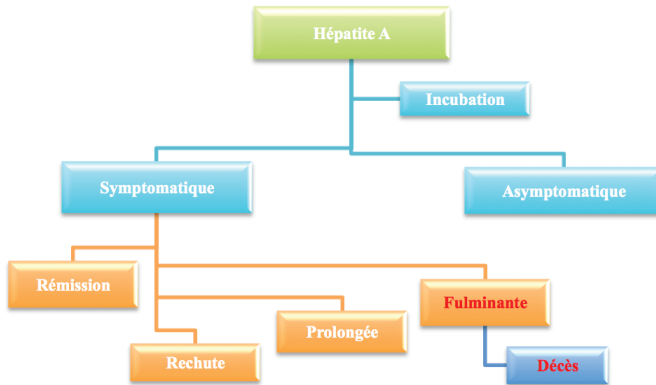 Hépatite A
Incubation
Symptomatique
Asymptomatique
Rémission
Fulminante
Prolongée
Rechute
Décès